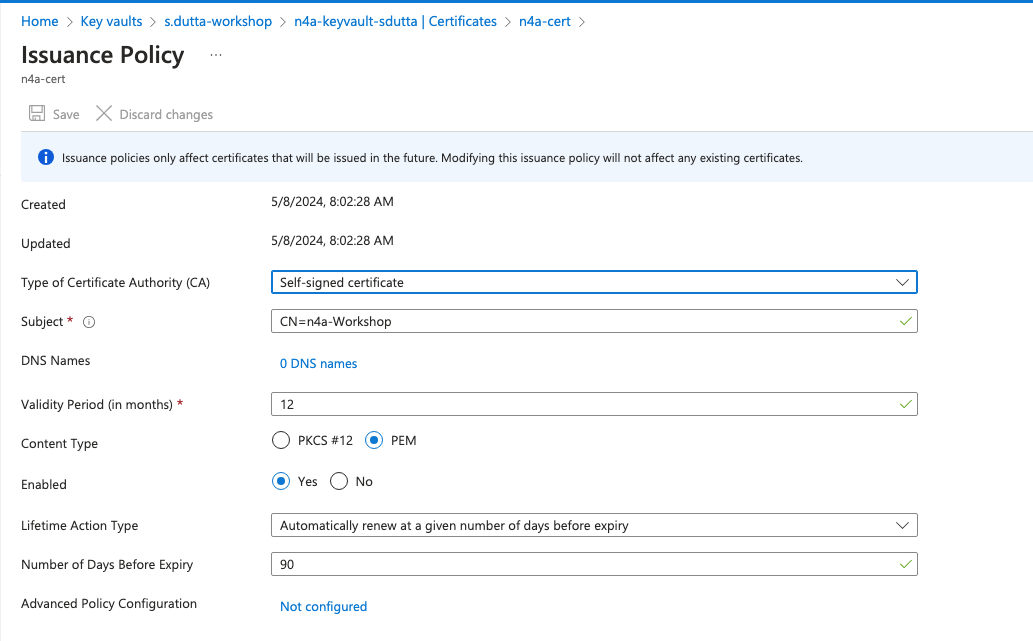 Home > Key vaults > s.dutta-workshop > n4a-keyvault-sdutta | Certificates > n4a-cert >
Issuance Policy ...
n4a-cert
Save Discard changes
Issuance policies only affect certificates that will be issued in the future. Modifying this issuance policy will not affect any existing certificates.
Created 5/8/2024, 8:02:28 AM
Updated 5/8/2024, 8:02:28 AM
Type of Certificate Authority (CA) Self-signed certificate
Subject * CN=n4a-Workshop
DNS Names 0 DNS names
Validity Period (in months) * 12
Content Type PKCS #12 PEM
Enabled Yes No
Lifetime Action Type Automatically renew at a given number of days before expiry
Number of Days Before Expiry 90
Advanced Policy Configuration Not configured